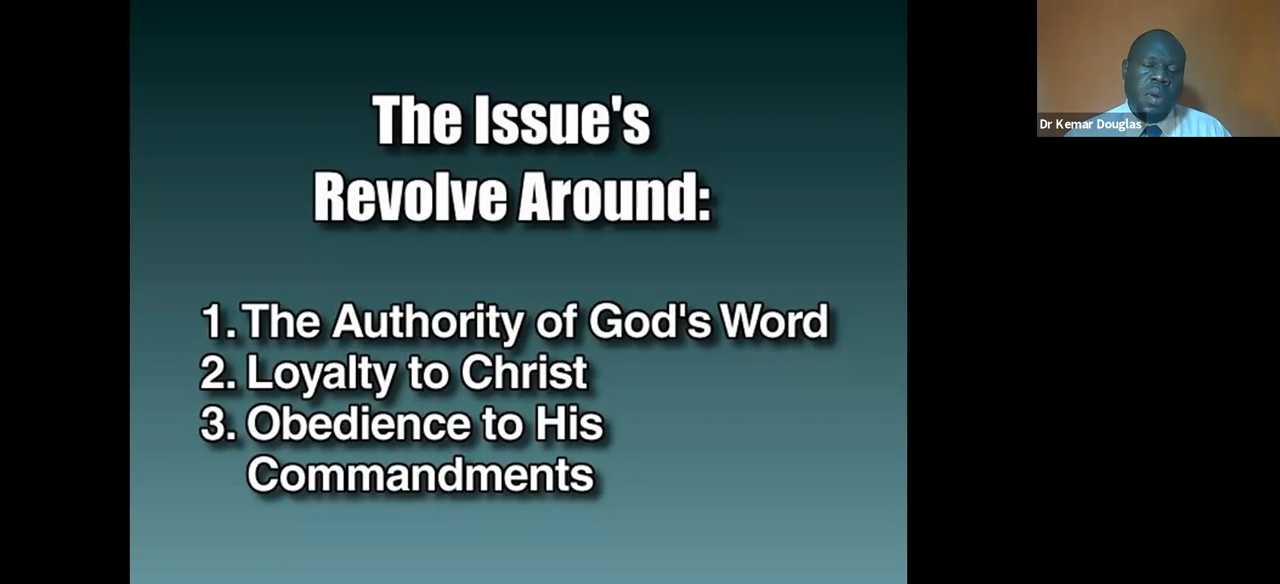 The Issue's
Revolve Around:
1. The Authority of God's Word
2. Loyalty to Christ
3. Obedience to His
Commandments
Dr Kemar Douglas